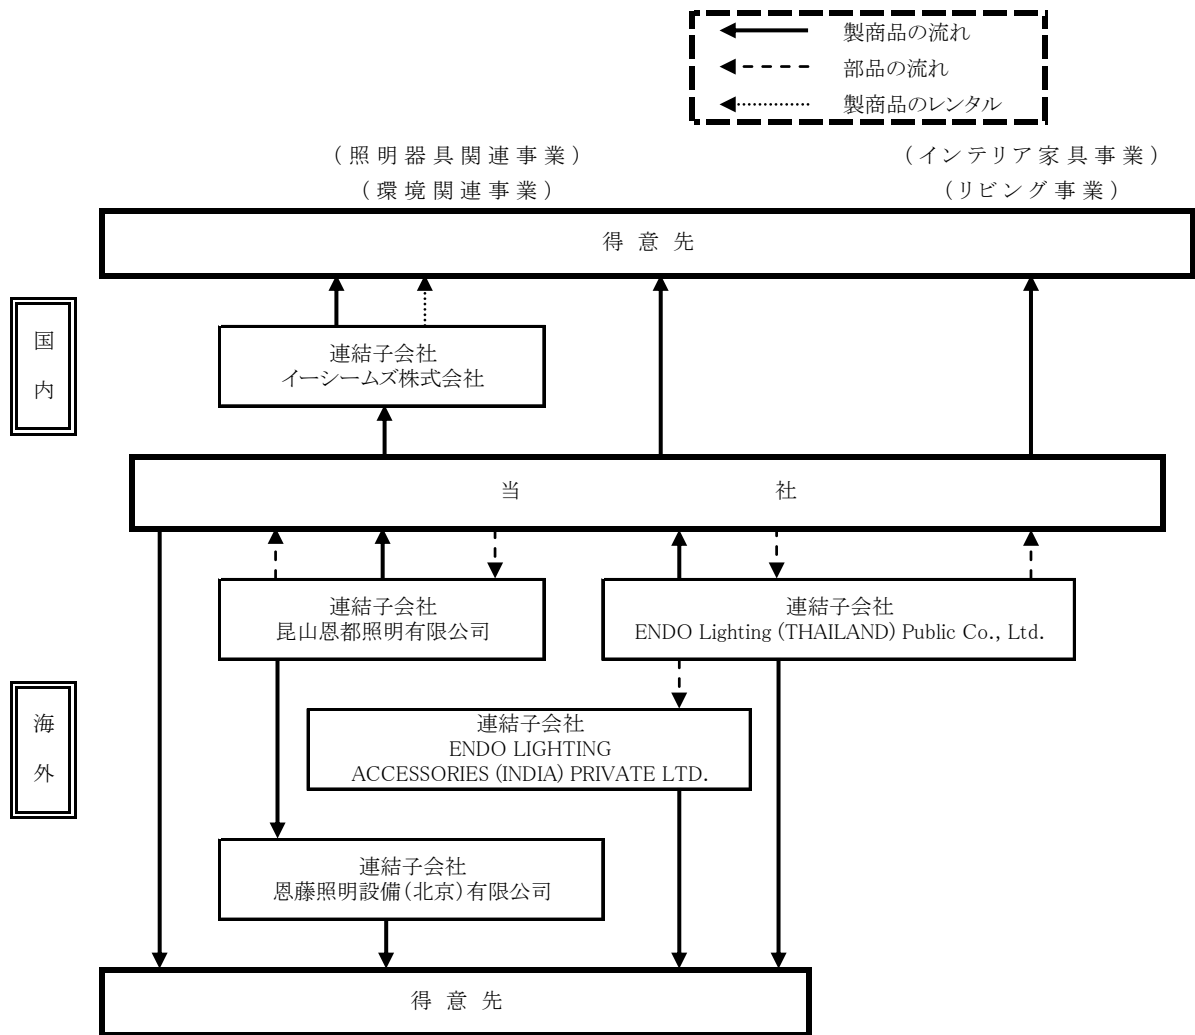 製商品の流れ
部品の流れ
製商品のレンタル
（照明器具関連事業）
（環境関連事業）
（インテリア家具事業）
（リビング事業）
得意先
国内
連結子会社
イーシームズ株式会社
当社
連結子会社
昆山恩都照明有限公司
連結子会社
ENDO Lighting (THAILAND) Public Co., Ltd.
海外
連結子会社
ENDO LIGHTING
ACCESSORIES (INDIA) PRIVATE LTD.
連結子会社
恩藤照明設備(北京)有限公司
得意先